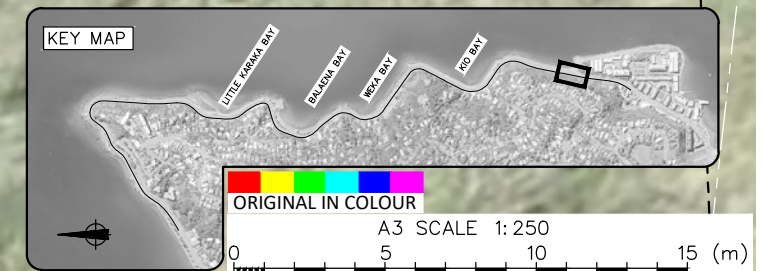 KEY MAP
LITTLE KARAKA BAY
BALAENA BAY
WEKA BAY
KIO BAY
ORIGINAL IN COLOUR
A3 SCALE 1:250
0 5 10 15 (m)